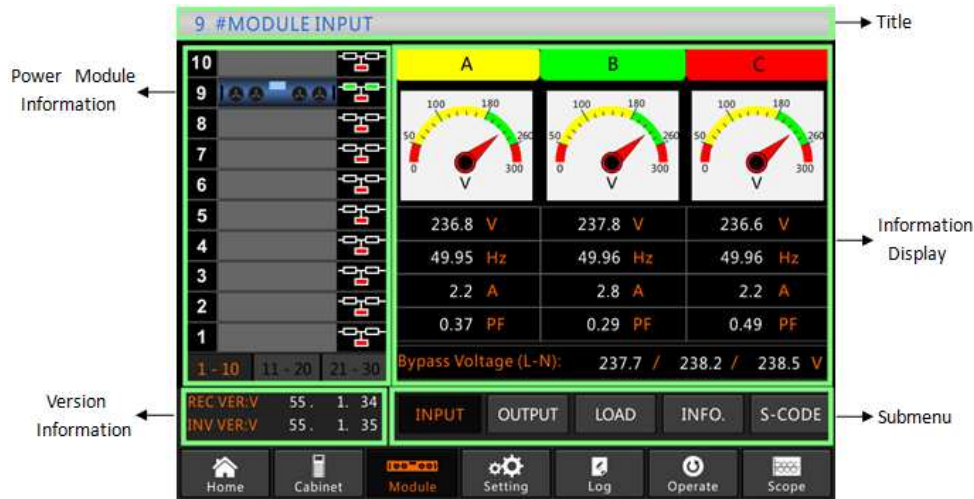 9 #MODULE INPUT
Title
Power Module
Information
10
9
8
7
6
5
4
3
2
1
1 - 10 11 - 20 21 - 30
A B C
50 100 180 260 0 300 V
50 100 180 260 0 300 V
50 100 180 260 0 300 V
236.8 V 237.8 V 236.6 V
49.95 Hz 49.96 Hz 49.96 Hz
2.2 A 2.8 A 2.2 A
0.37 PF 0.29 PF 0.49 PF
Bypass Voltage (L-N): 237.7 / 238.2 / 238.5 V
Information
Display
Version
Information
REC VER:V 55. 1. 34
INV VER:V 55. 1. 35
INPUT OUTPUT LOAD INFO. S-CODE
Submenu
Home Cabinet Module Setting Log Operate Scope